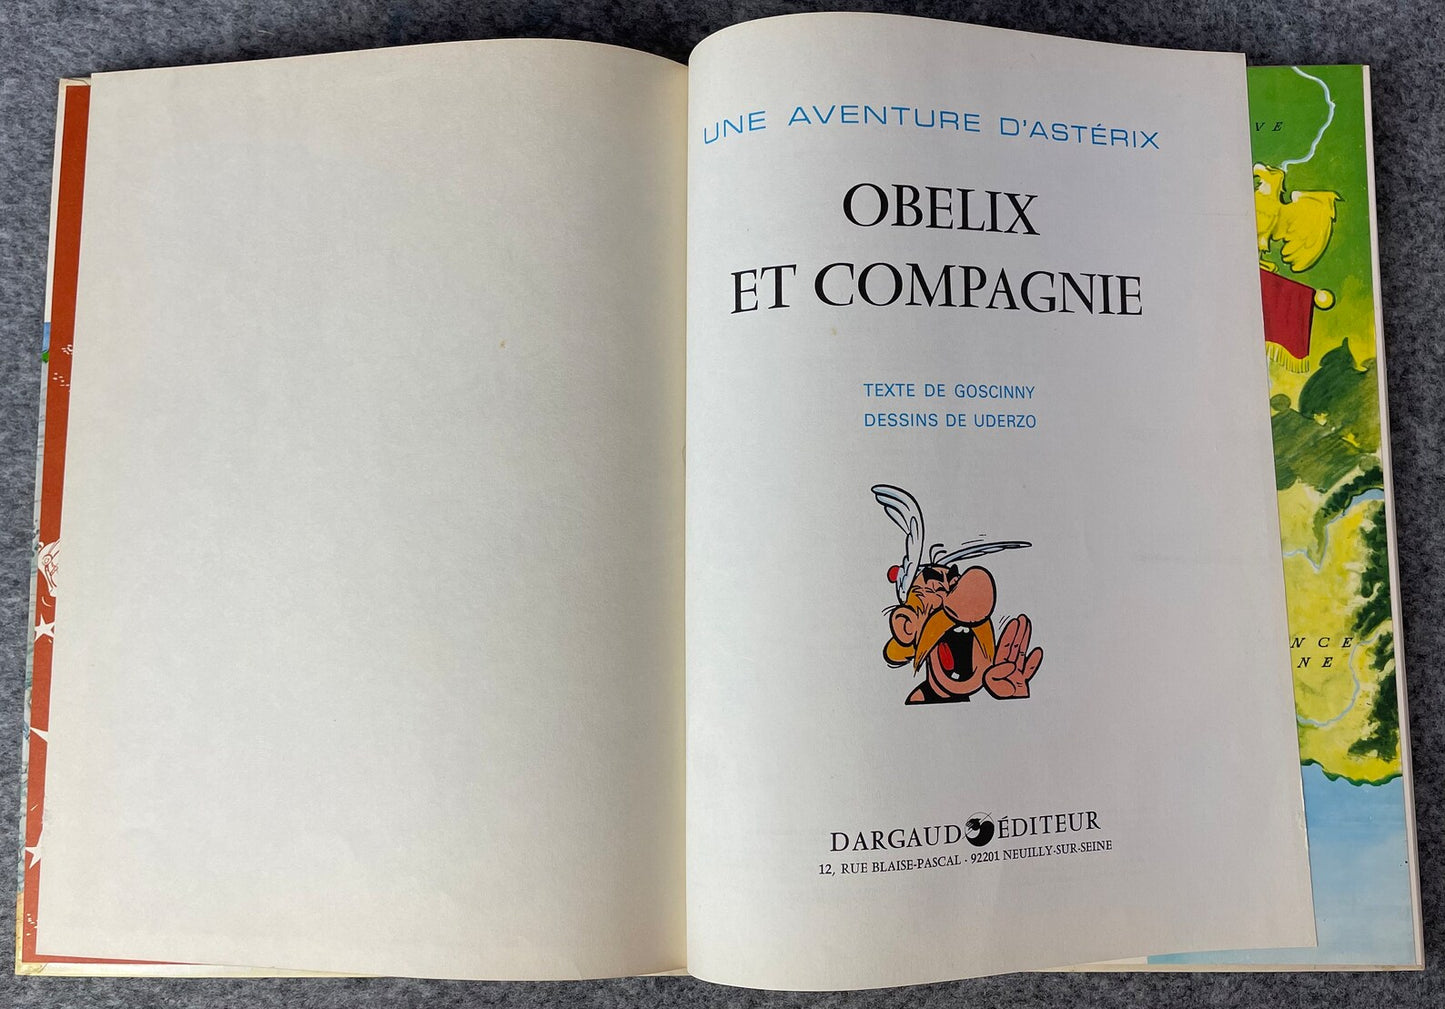 UNE AVENTURE D'ASTÉRIX
OBELIX
ET COMPAGNIE
TEXTE DE GOSCINNY
DESSINS DE UDERZO
DARGAUD ÉDITEUR
12, RUE BLAISE-PASCAL - 92201 NEUILLY-SUR-SEINE